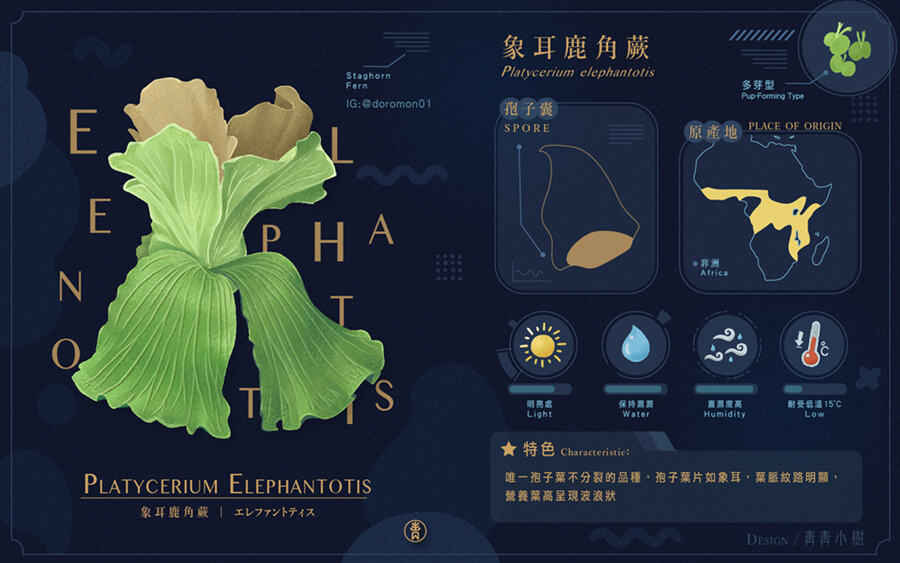 Staghorn
Fern
IG:@doromon01
E L
E P H A
N T
O T I S
PLATYCERIUM ELEPHANTOTIS
象耳鹿角蕨 | エレファントティス
象耳鹿角蕨
Platycerium elephantotis
多芽型
Pup-Forming Type
孢子囊
SPORE
原產地 PLACE OF ORIGIN
非洲
Africa
明亮處
Light
保持濕潤
Water
喜濕度高
Humidity
°C
耐受低溫15°C
Low
特色 Characteristic:
唯一孢子葉不分裂的品種，孢子葉片如象耳，葉脈紋路明顯，
營養葉高呈現波浪狀
DESIGN / 青青小樹